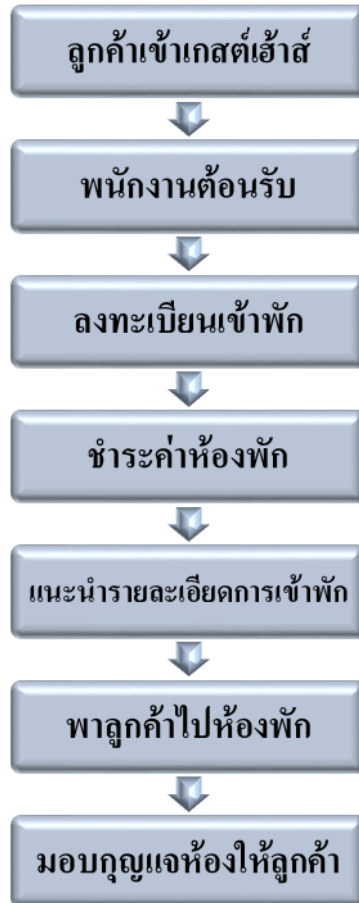 ลูกค้าเข้าเกสต์เฮ้าส์
พนักงานต้อนรับ
ลงทะเบียนเข้าพัก
ชำระค่าห้องพัก
แนะนำรายละเอียดการเข้าพัก
พาลูกค้าไปห้องพัก
มอบกุญแจห้องให้ลูกค้า